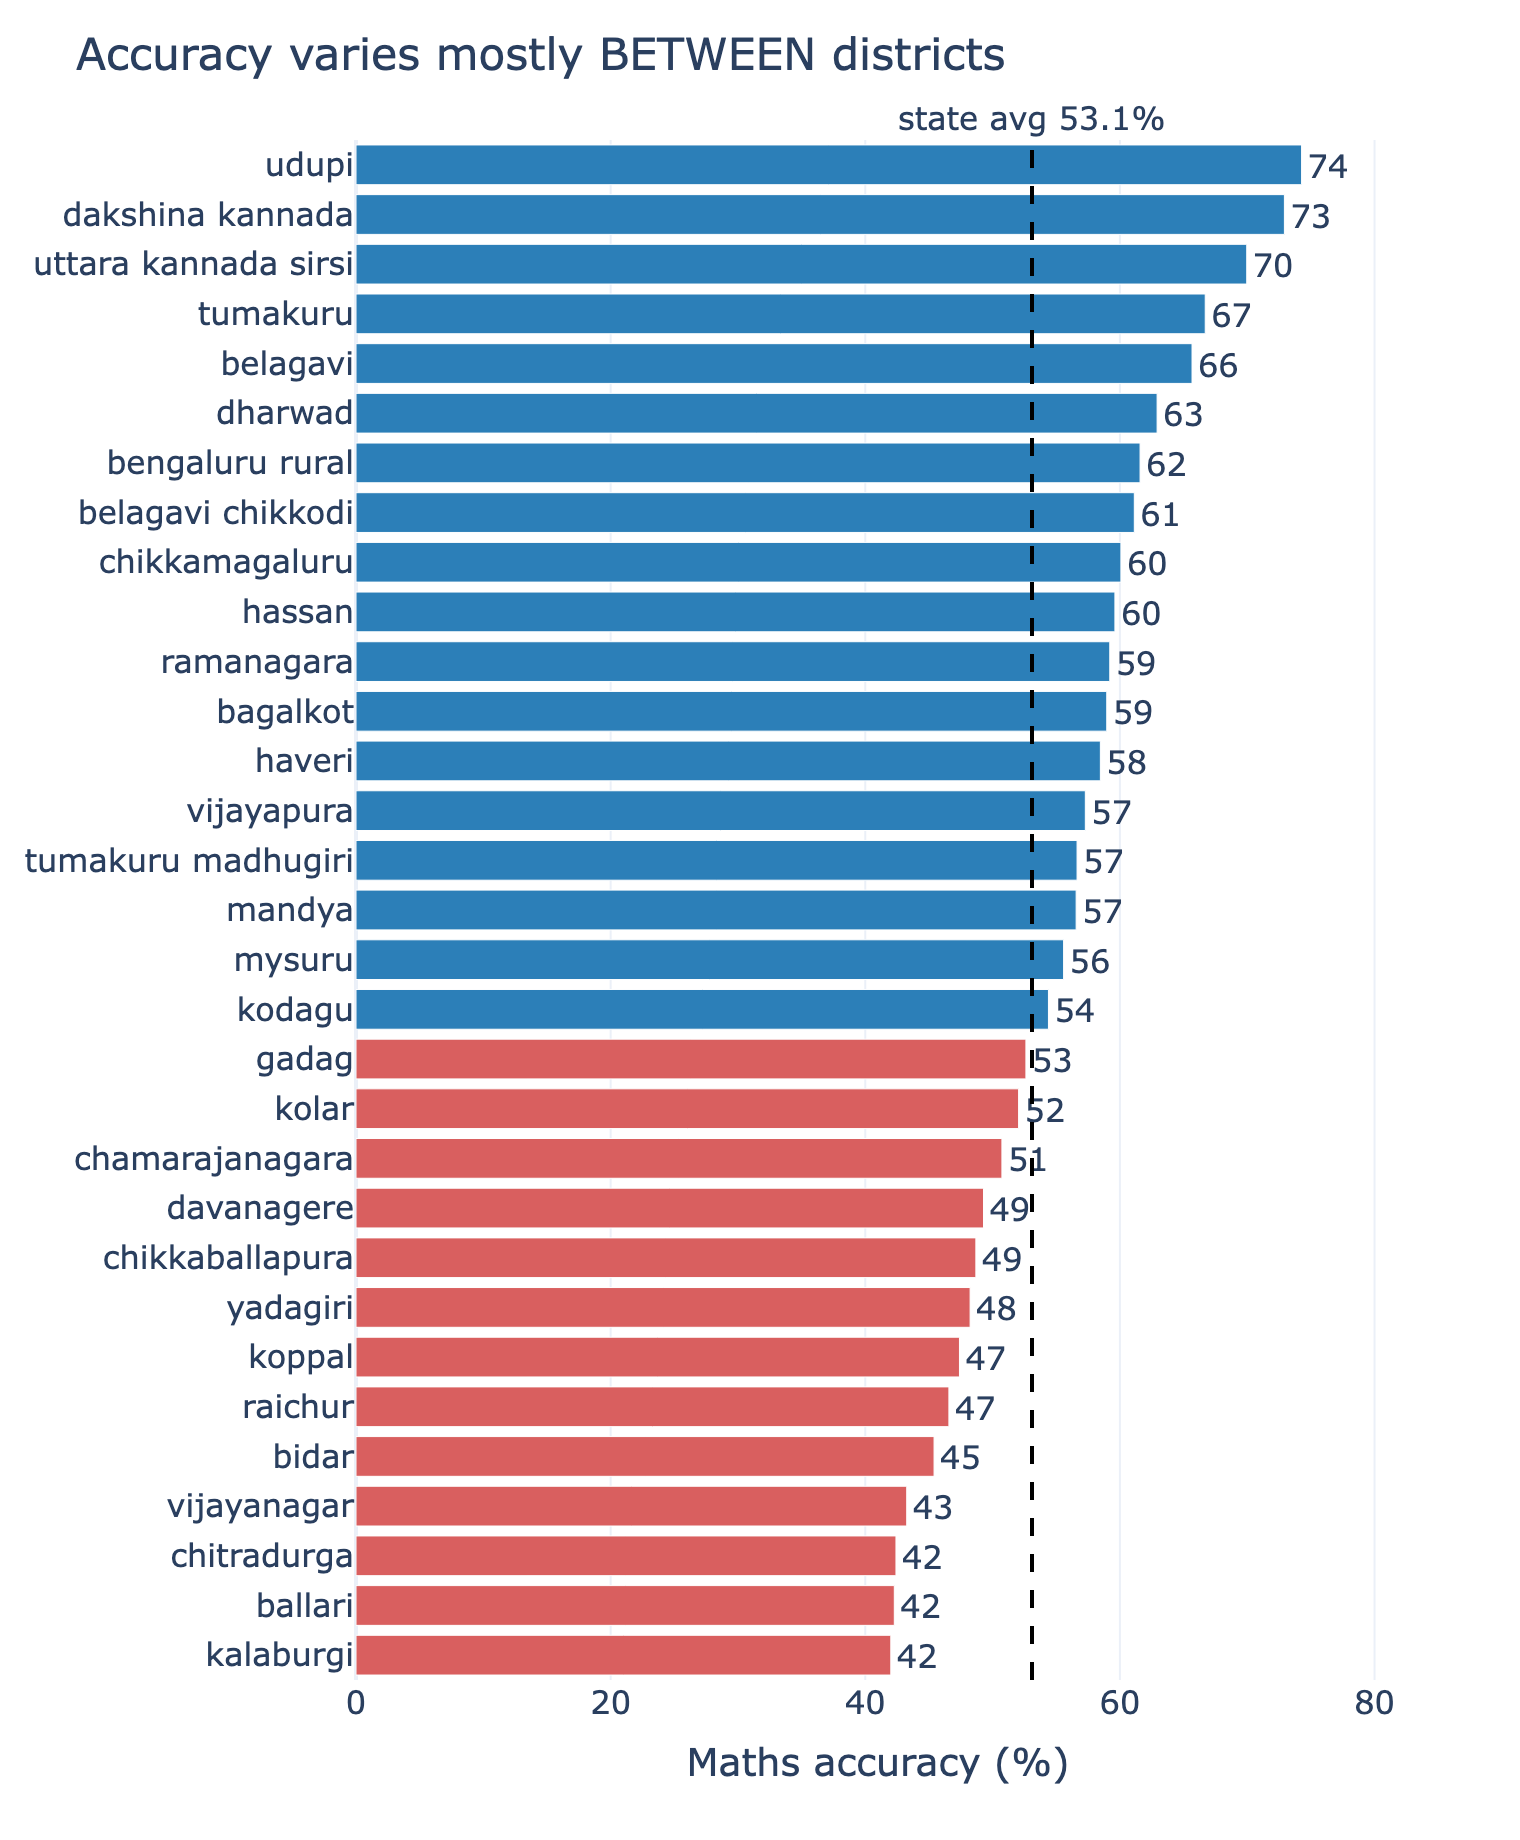 Accuracy varies mostly BETWEEN districts
state avg 53.1%
udupi 74
dakshina kannada 73
uttara kannada sirsi 70
tumakuru 67
belagavi 66
dharwad 63
bengaluru rural 62
belagavi chikkodi 61
chikkamagaluru 60
hassan 60
ramanagara 59
bagalkot 59
haveri 58
vijayapura 57
tumakuru madhugiri 57
mandya 57
mysuru 56
kodagu 54
gadag 53
kolar 52
chamarajanagara 51
davanagere 49
chikkaballapura 49
yadagiri 48
koppal 47
raichur 47
bidar 45
vijayanagar 43
chitradurga 42
ballari 42
kalaburgi 42
0 20 40 60 80
Maths accuracy (%)